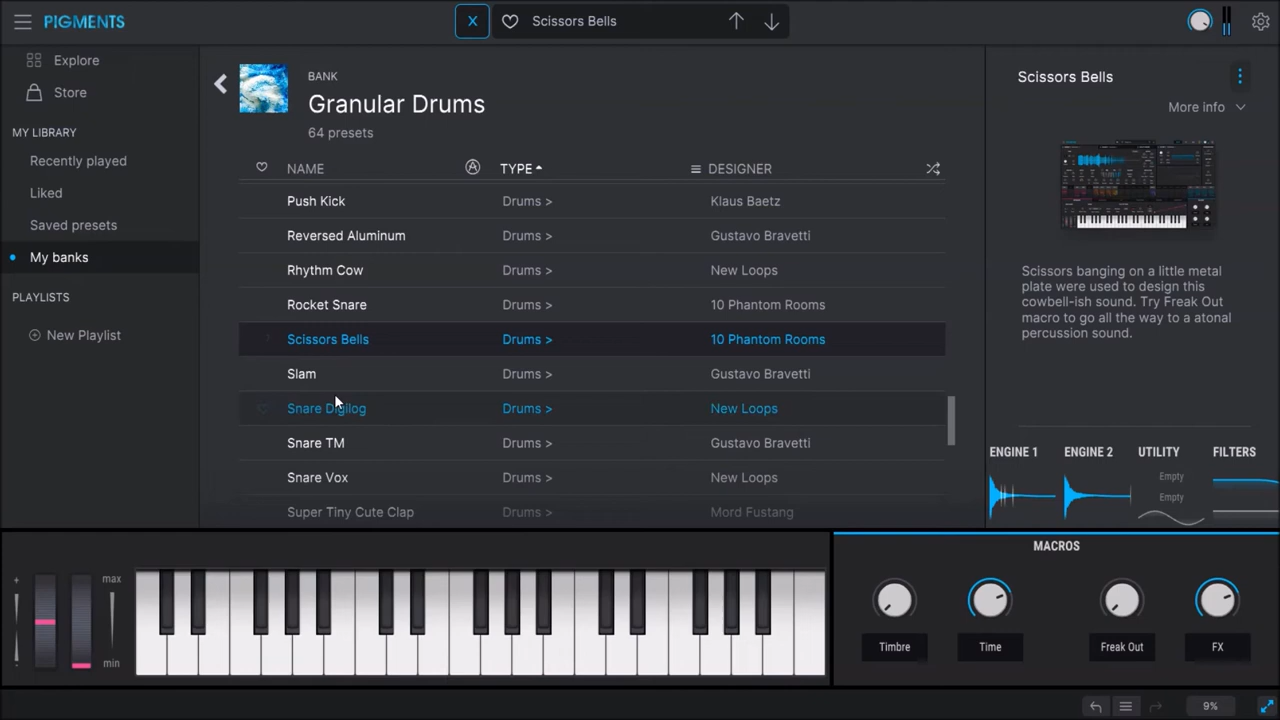 PIGMENTS
X
Scissors Bells
Explore
Store
MY LIBRARY
Recently played
Liked
Saved presets
My banks
PLAYLISTS
New Playlist
BANK
Granular Drums
64 presets
NAME TYPE DESIGNER
Push Kick Drums > Klaus Baetz
Reversed Aluminum Drums > Gustavo Bravetti
Rhythm Cow Drums > New Loops
Rocket Snare Drums > 10 Phantom Rooms
Scissors Bells Drums > 10 Phantom Rooms
Slam Drums > Gustavo Bravetti
Snare Digilog Drums > New Loops
Snare TM Drums > Gustavo Bravetti
Snare Vox Drums > New Loops
Super Tiny Cute Clap Drums > Mord Fustang
Scissors Bells
More info
Scissors banging on a little metal
plate were used to design this
cowbell-ish sound. Try Freak Out
macro to go all the way to a atonal
percussion sound.
ENGINE 1 ENGINE 2 UTILITY FILTERS
Empty
Empty
+
-
max
min
MACROS
Timbre Time Freak Out FX
9%